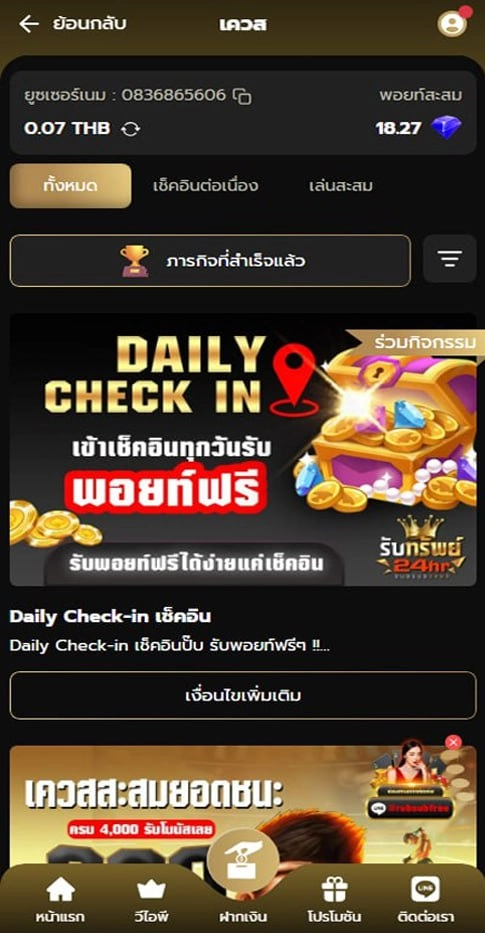 ย้อนกลับ
เควส
ยูซเซอร์เนม : 0836865606
พอยท์สะสม
0.07 THB
18.27
ทั้งหมด
เช็คอินต่อเนื่อง
เล่นสะสม
ภารกิจที่สำเร็จแล้ว
ร่วมกิจกรรม
DAILY
CHECK IN
เข้าเช็คอินทุกวันรับ
พอยท์ฟรี
รับพอยท์ฟรีได้ง่ายแค่เช็คอิน
รับทรัพย์
24hr
Daily Check-in เช็คอิน
Daily Check-in เช็คอินปั๊บ รับพอยท์ฟรีๆ !!...
เงื่อนไขเพิ่มเติม
เควสสะสมยอดชนะ
ครบ 4,000 รับโบนัสเลย
LINE
หน้าแรก
วีไอพี
ฝากเงิน
โปรโมชัน
LINE
ติดต่อเรา